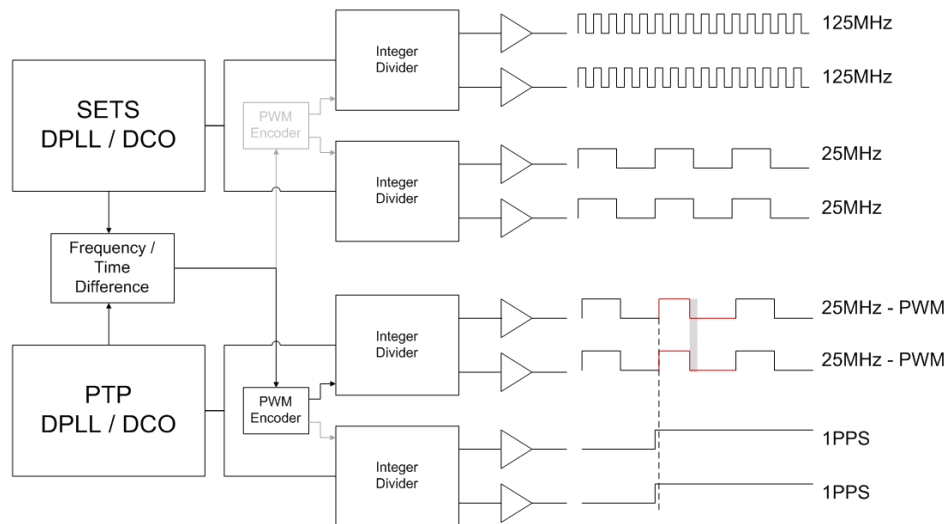 Integer
Divider
125MHz
125MHz
SETS
DPLL / DCO
PWM
Encoder
Integer
Divider
25MHz
25MHz
Frequency /
Time
Difference
Integer
Divider
25MHz - PWM
25MHz - PWM
PTP
DPLL / DCO
PWM
Encoder
Integer
Divider
1PPS
1PPS